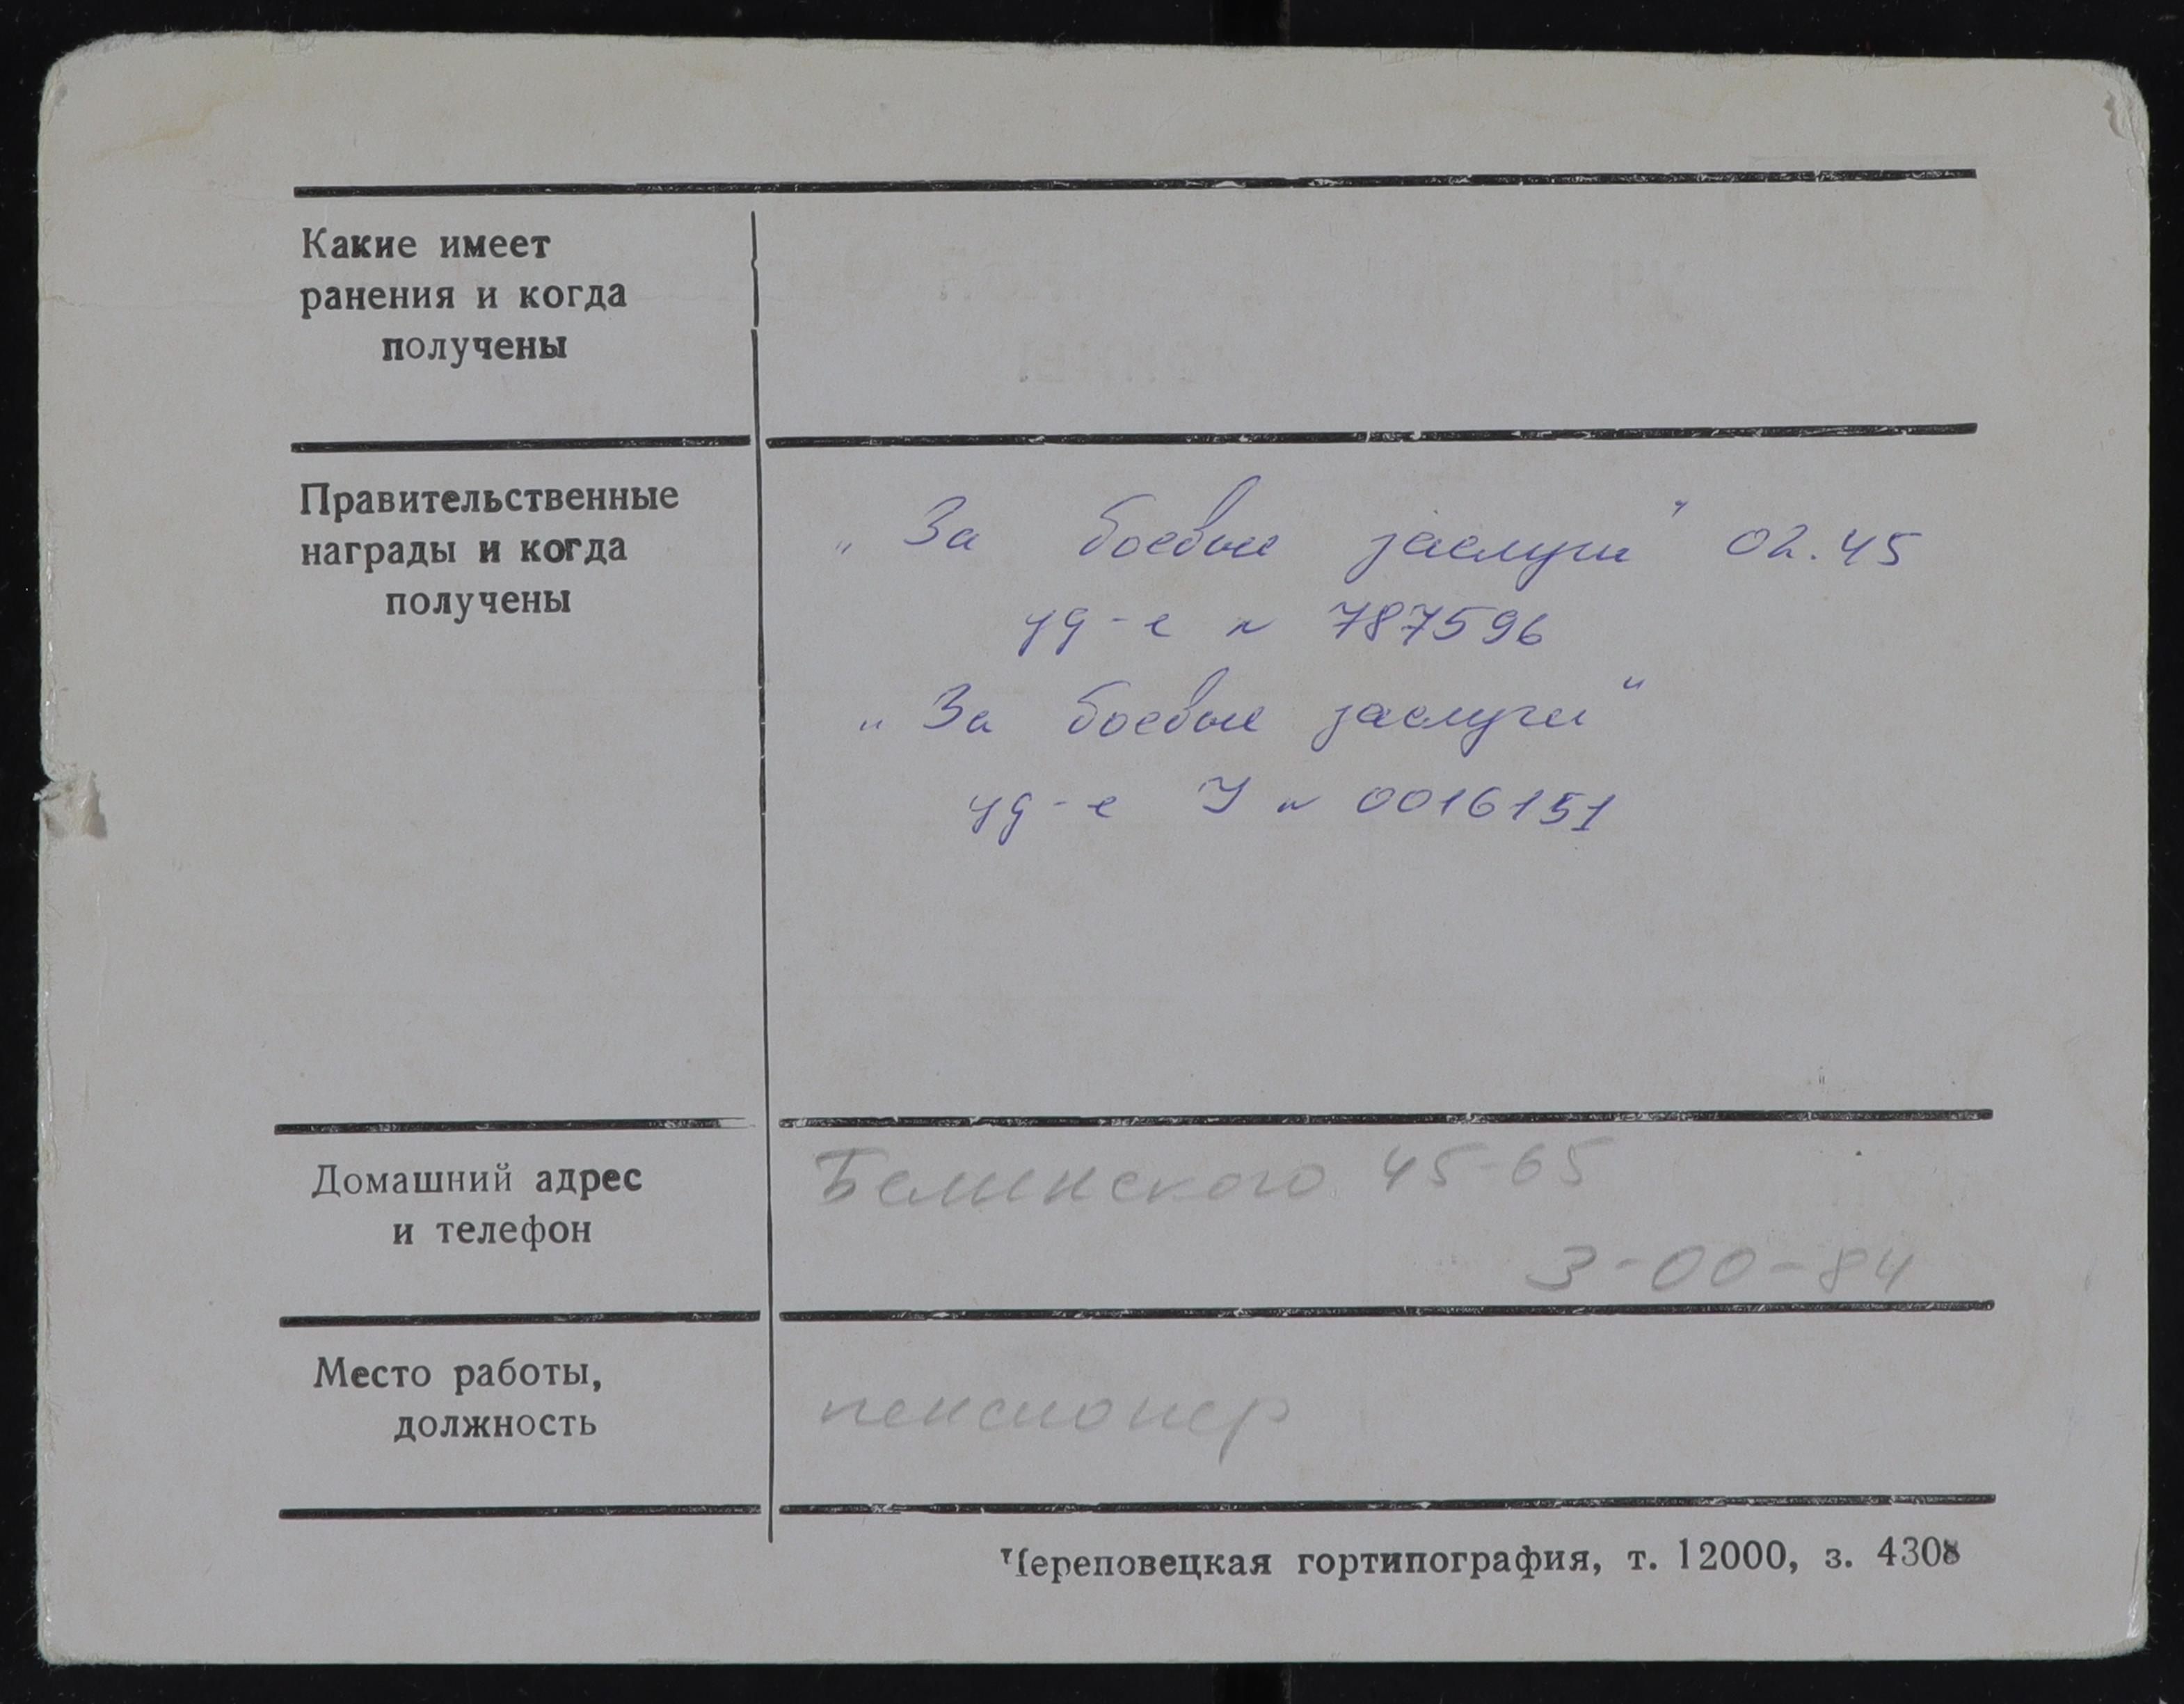 Какие имеет
ранения и когда
получены
Правительственные
награды и когда
получены
„За боевые заслуги" 02.45
уд-е № 787596
„За боевые заслуги"
уд-е У № 0016151
Домашний адрес
и телефон
Белинского 45-65
3-00-84
Место работы,
должность
пенсионер
Череповецкая гортипография, т. 12000, з. 4308